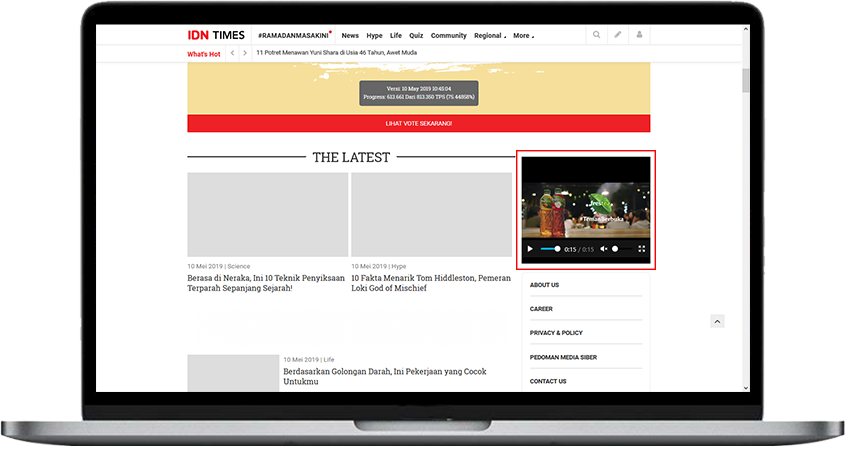 IDN TIMES
#RAMADANMASAKINI
News
Hype
Life
Quiz
Community
Regional
More
What's Hot
11 Potret Menawan Yuni Shara di Usia 46 Tahun, Awet Muda
Versi 10 May 2019 10:45:04
Progress: 613.661 Dari 813.350 TPS (75.44858%)
LIHAT VOTE SEKARANG!
THE LATEST
10 Mei 2019 | Science
Berasa di Neraka, Ini 10 Teknik Penyiksaan
Terparah Sepanjang Sejarah!
10 Mei 2019 | Hype
10 Fakta Menarik Tom Hiddleston, Pemeran
Loki God of Mischief
10 Mei 2019 | Life
Berdasarkan Golongan Darah, Ini Pekerjaan yang Cocok
Untukmu
frestea
#TemanBerbuka
0:15 / 0:15
ABOUT US
CAREER
PRIVACY & POLICY
PEDOMAN MEDIA SIBER
CONTACT US